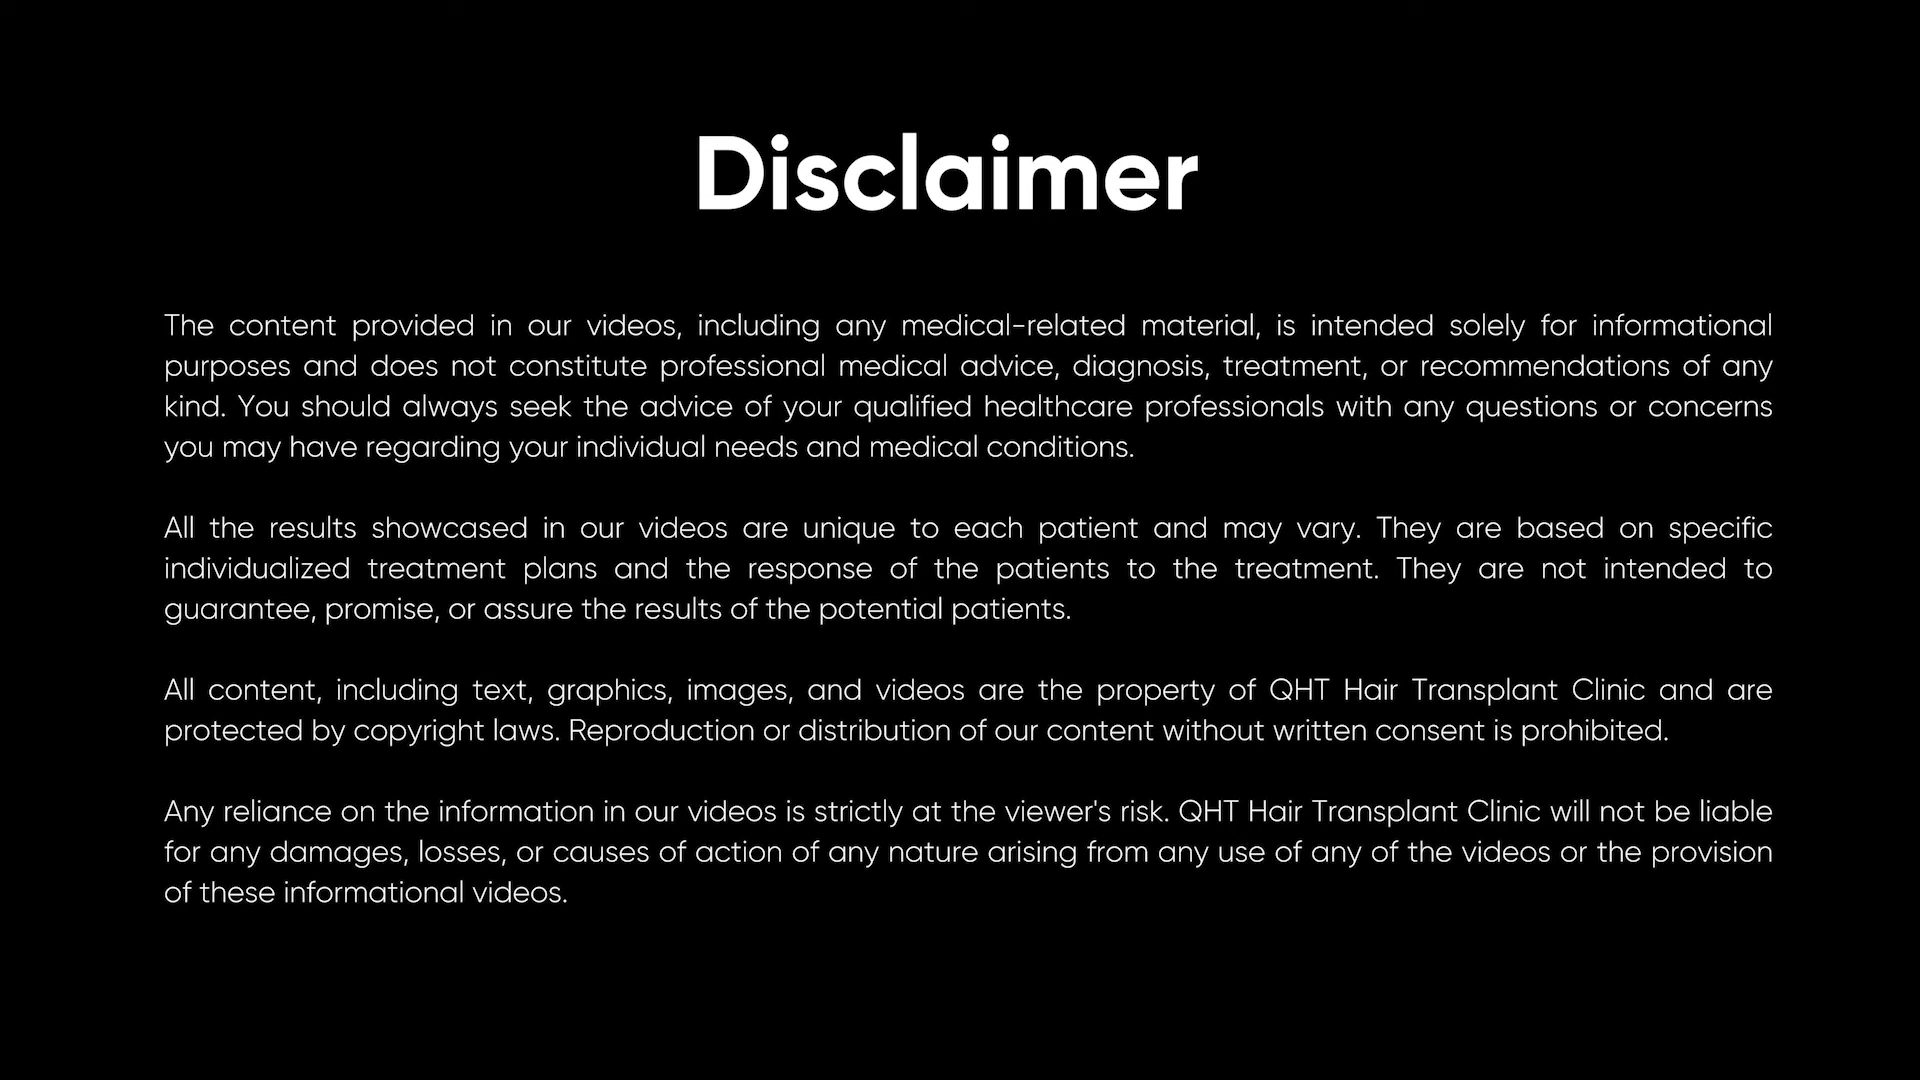 Disclaimer
The content provided in our videos, including any medical-related material, is intended solely for informational
purposes and does not constitute professional medical advice, diagnosis, treatment, or recommendations of any
kind. You should always seek the advice of your qualified healthcare professionals with any questions or concerns
you may have regarding your individual needs and medical conditions.
All the results showcased in our videos are unique to each patient and may vary. They are based on specific
individualized treatment plans and the response of the patients to the treatment. They are not intended to
guarantee, promise, or assure the results of the potential patients.
All content, including text, graphics, images, and videos are the property of QHT Hair Transplant Clinic and are
protected by copyright laws. Reproduction or distribution of our content without written consent is prohibited.
Any reliance on the information in our videos is strictly at the viewer's risk. QHT Hair Transplant Clinic will not be liable
for any damages, losses, or causes of action of any nature arising from any use of any of the videos or the provision
of these informational videos.